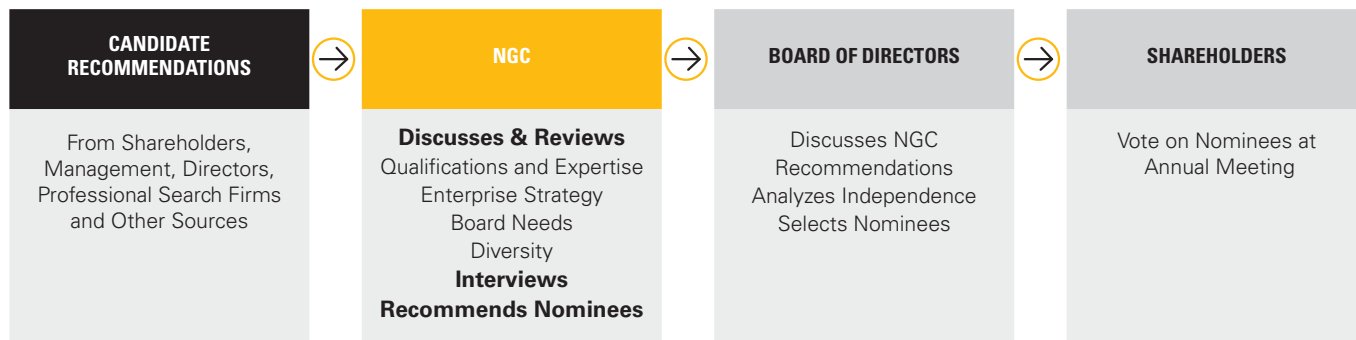 CANDIDATE
RECOMMENDATIONS
From Shareholders,
Management, Directors,
Professional Search Firms
and Other Sources
NGC
Discusses & Reviews
Qualifications and Expertise
Enterprise Strategy
Board Needs
Diversity
Interviews
Recommends Nominees
BOARD OF DIRECTORS
Discusses NGC
Recommendations
Analyzes Independence
Selects Nominees
SHAREHOLDERS
Vote on Nominees at
Annual Meeting